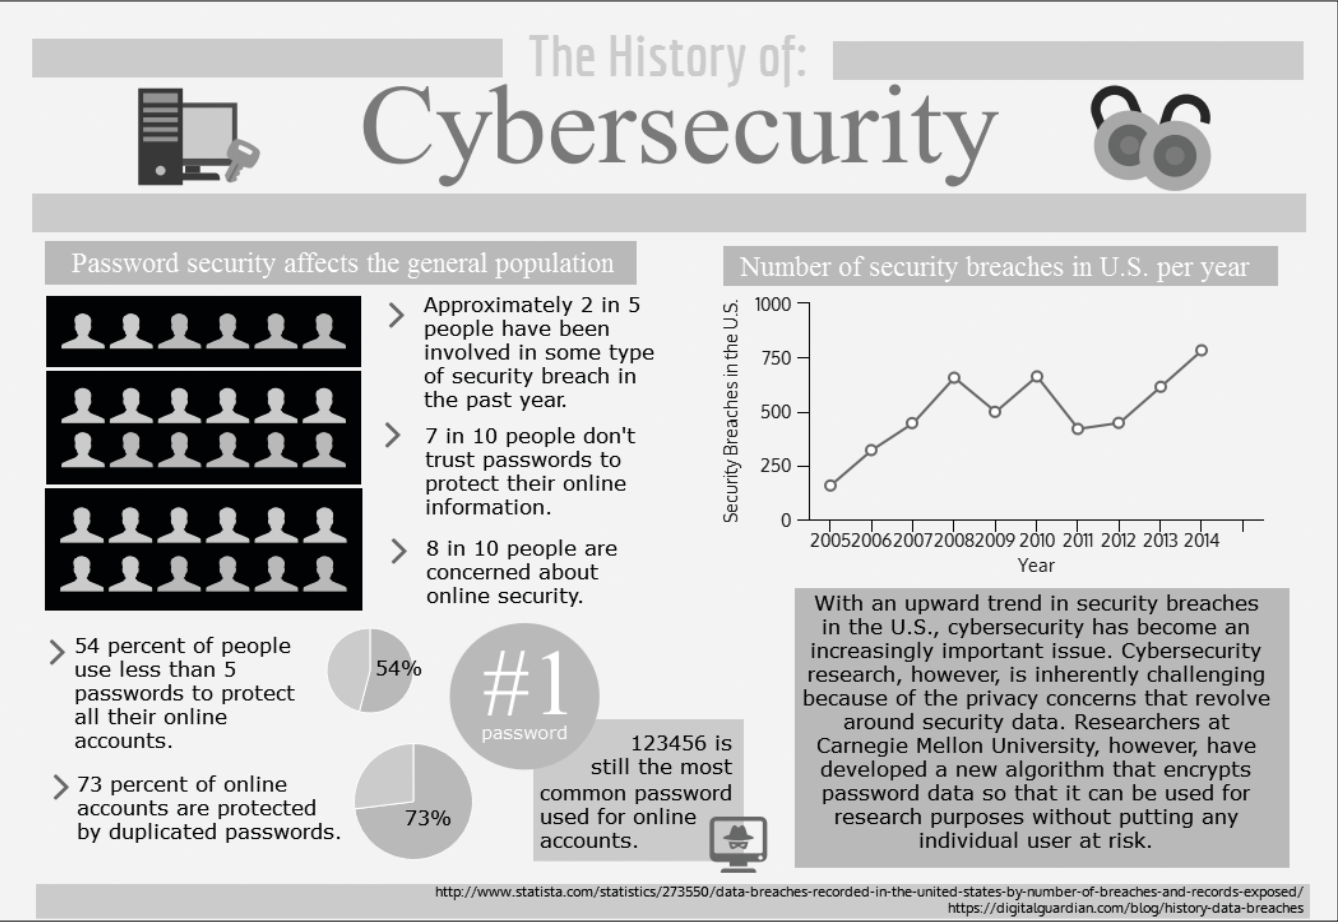 The History of:
Cybersecurity
Password security affects the general population
Approximately 2 in 5
people have been
involved in some type
of security breach in
the past year.
7 in 10 people don't
trust passwords to
protect their online
information.
8 in 10 people are
concerned about
online security.
54 percent of people
use less than 5
passwords to protect
all their online
accounts.
54%
73 percent of online
accounts are protected
by duplicated passwords.
73%
#1
password
123456 is
still the most
common password
used for online
accounts.
Number of security breaches in U.S. per year
Security Breaches in the U.S.
1000
750
500
250
0
2005 2006 2007 2008 2009 2010 2011 2012 2013 2014
Year
With an upward trend in security breaches
in the U.S., cybersecurity has become an
increasingly important issue. Cybersecurity
research, however, is inherently challenging
because of the privacy concerns that revolve
around security data. Researchers at
Carnegie Mellon University, however, have
developed a new algorithm that encrypts
password data so that it can be used for
research purposes without putting any
individual user at risk.
http://www.statista.com/statistics/273550/data-breaches-recorded-in-the-united-states-by-number-of-breaches-and-records-exposed/
https://digitalguardian.com/blog/history-data-breaches